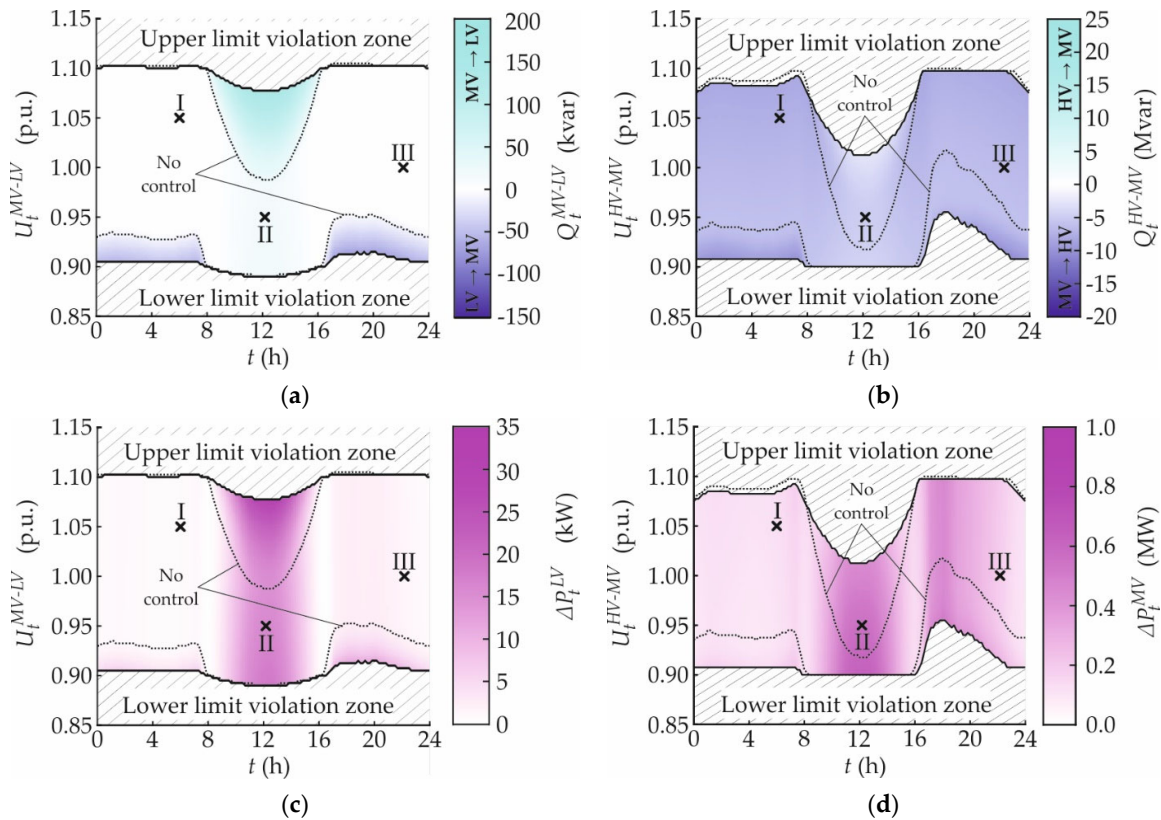 Upper limit violation zone
1.15
1.10
1.05
1.00
0.95
0.90
0.85
U_t^{MV-LV} (p.u.)
I
II
III
No
control
Lower limit violation zone
0 4 8 12 16 20 24
t (h)
200
150
100
50
0
-50
-100
-150
MV → LV
LV → MV
Q_t^{MV-LV} (kvar)
(a)
Upper limit violation zone
1.15
1.10
1.05
1.00
0.95
0.90
0.85
U_t^{HV-MV} (p.u.)
I
II
III
No
control
Lower limit violation zone
0 4 8 12 16 20 24
t (h)
25
20
15
10
5
0
-5
-10
-15
-20
HV → MV
MV → HV
Q_t^{HV-MV} (Mvar)
(b)
Upper limit violation zone
1.15
1.10
1.05
1.00
0.95
0.90
0.85
U_t^{MV-LV} (p.u.)
I
II
III
No
control
Lower limit violation zone
0 4 8 12 16 20 24
t (h)
35
30
25
20
15
10
5
0
ΔP_t^{LV} (kW)
(c)
Upper limit violation zone
1.15
1.10
1.05
1.00
0.95
0.90
0.85
U_t^{HV-MV} (p.u.)
I
II
III
No
control
Lower limit violation zone
0 4 8 12 16 20 24
t (h)
1.0
0.8
0.6
0.4
0.2
0.0
ΔP_t^{MV} (MW)
(d)